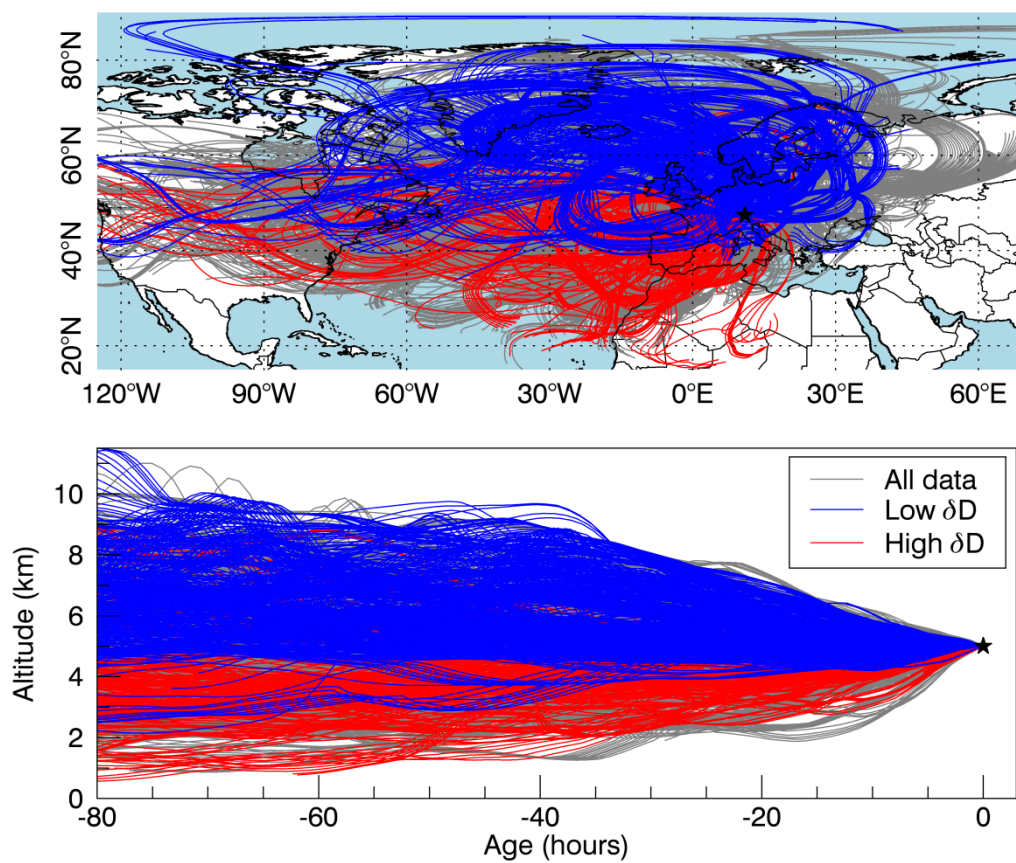 80°N
60°N
40°N
20°N
120°W 90°W 60°W 30°W 0°E 30°E 60°E
Altitude (km)
10
8
6
4
2
0
All data
Low δD
High δD
-80 -60 -40 -20 0
Age (hours)